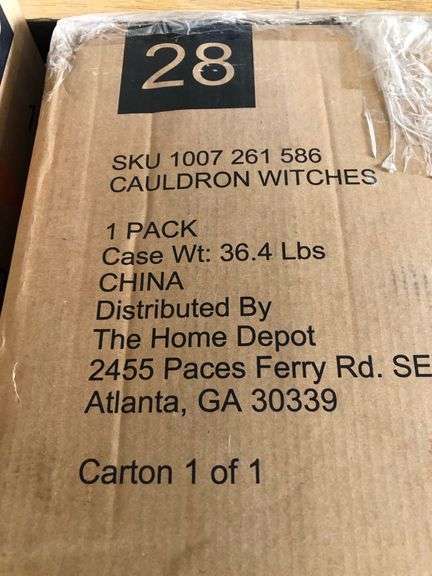 28
SKU 1007 261 586
CAULDRON WITCHES
1 PACK
Case Wt: 36.4 Lbs
CHINA
Distributed By
The Home Depot
2455 Paces Ferry Rd. SE
Atlanta, GA 30339
Carton 1 of 1